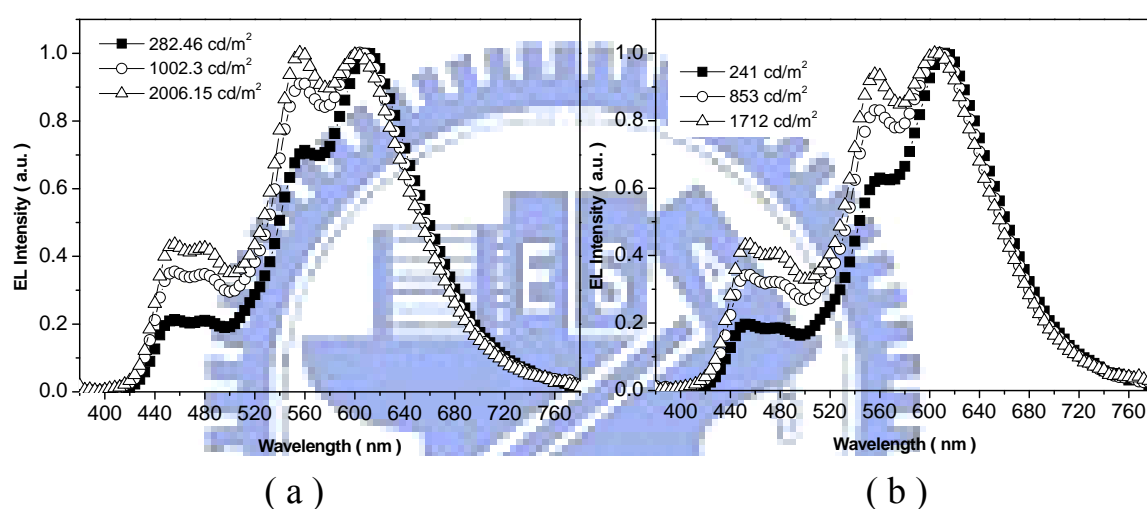 282.46 cd/m²
1002.3 cd/m²
2006.15 cd/m²
EL Intensity ( a.u. )
1.0
0.8
0.6
0.4
0.2
0.0
400 440 480 520 560 600 640 680 720 760
Wavelength ( nm )
( a )
241 cd/m²
853 cd/m²
1712 cd/m²
EL Intensity ( a.u. )
1.0
0.8
0.6
0.4
0.2
0.0
400 440 480 520 560 600 640 680 720 760
Wavelength ( nm )
( b )